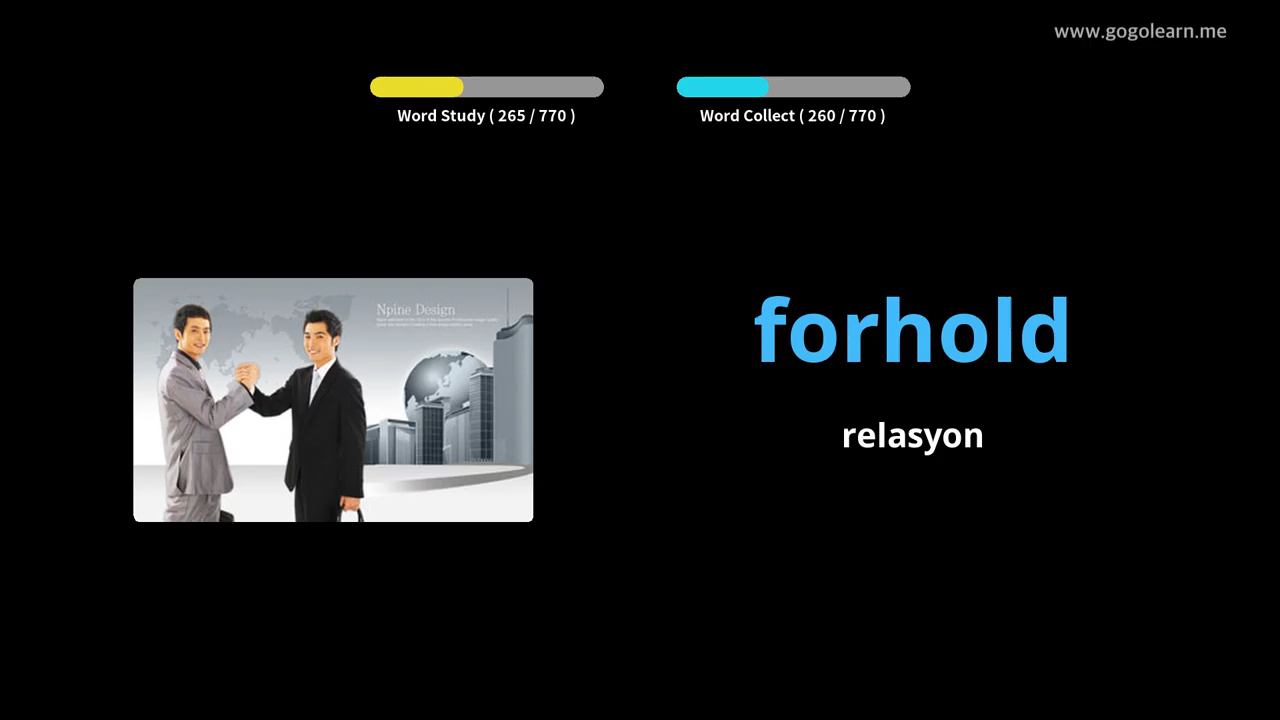 www.gogolearn.me
Word Study ( 265 / 770 )
Word Collect ( 260 / 770 )
Npine Design
forhold
relasyon